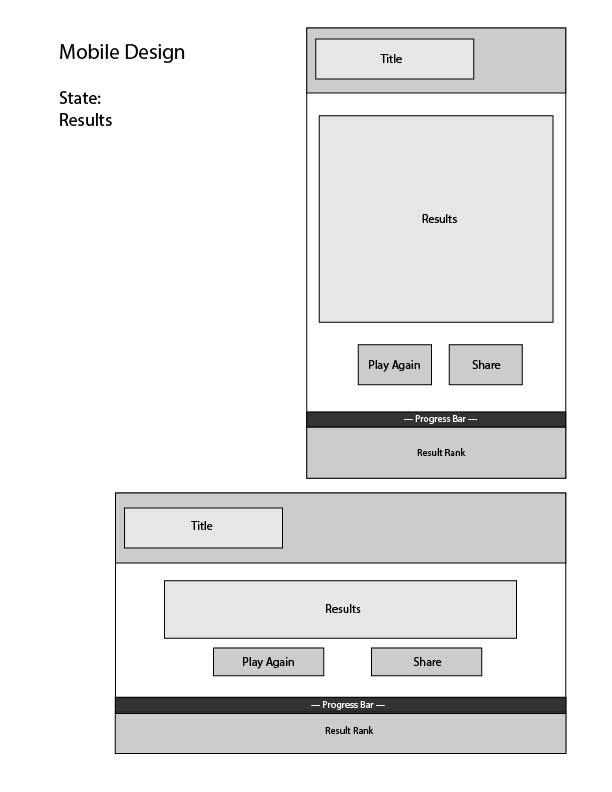 Mobile Design
State:
Results
Title
Results
Play Again
Share
--- Progress Bar ---
Result Rank
Title
Results
Play Again
Share
--- Progress Bar ---
Result Rank